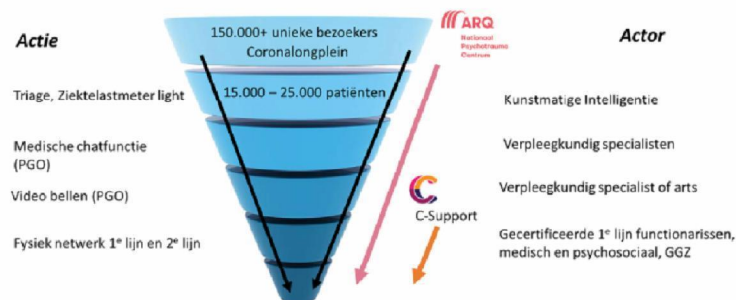 Actie
150.000+ unieke bezoekers
Coronalongplein
ARQ
Nationaal
Psychotrauma
Centrum
Actor
Triage, Ziektelastmeter light
15.000 – 25.000 patiënten
Kunstmatige Intelligentie
Medische chatfunctie
(PGO)
Verpleegkundig specialisten
Video bellen (PGO)
C-Support
Verpleegkundig specialist of arts
Fysiek netwerk 1e lijn en 2e lijn
Gecertificeerde 1e lijn functionarissen,
medisch en psychosociaal, GGZ